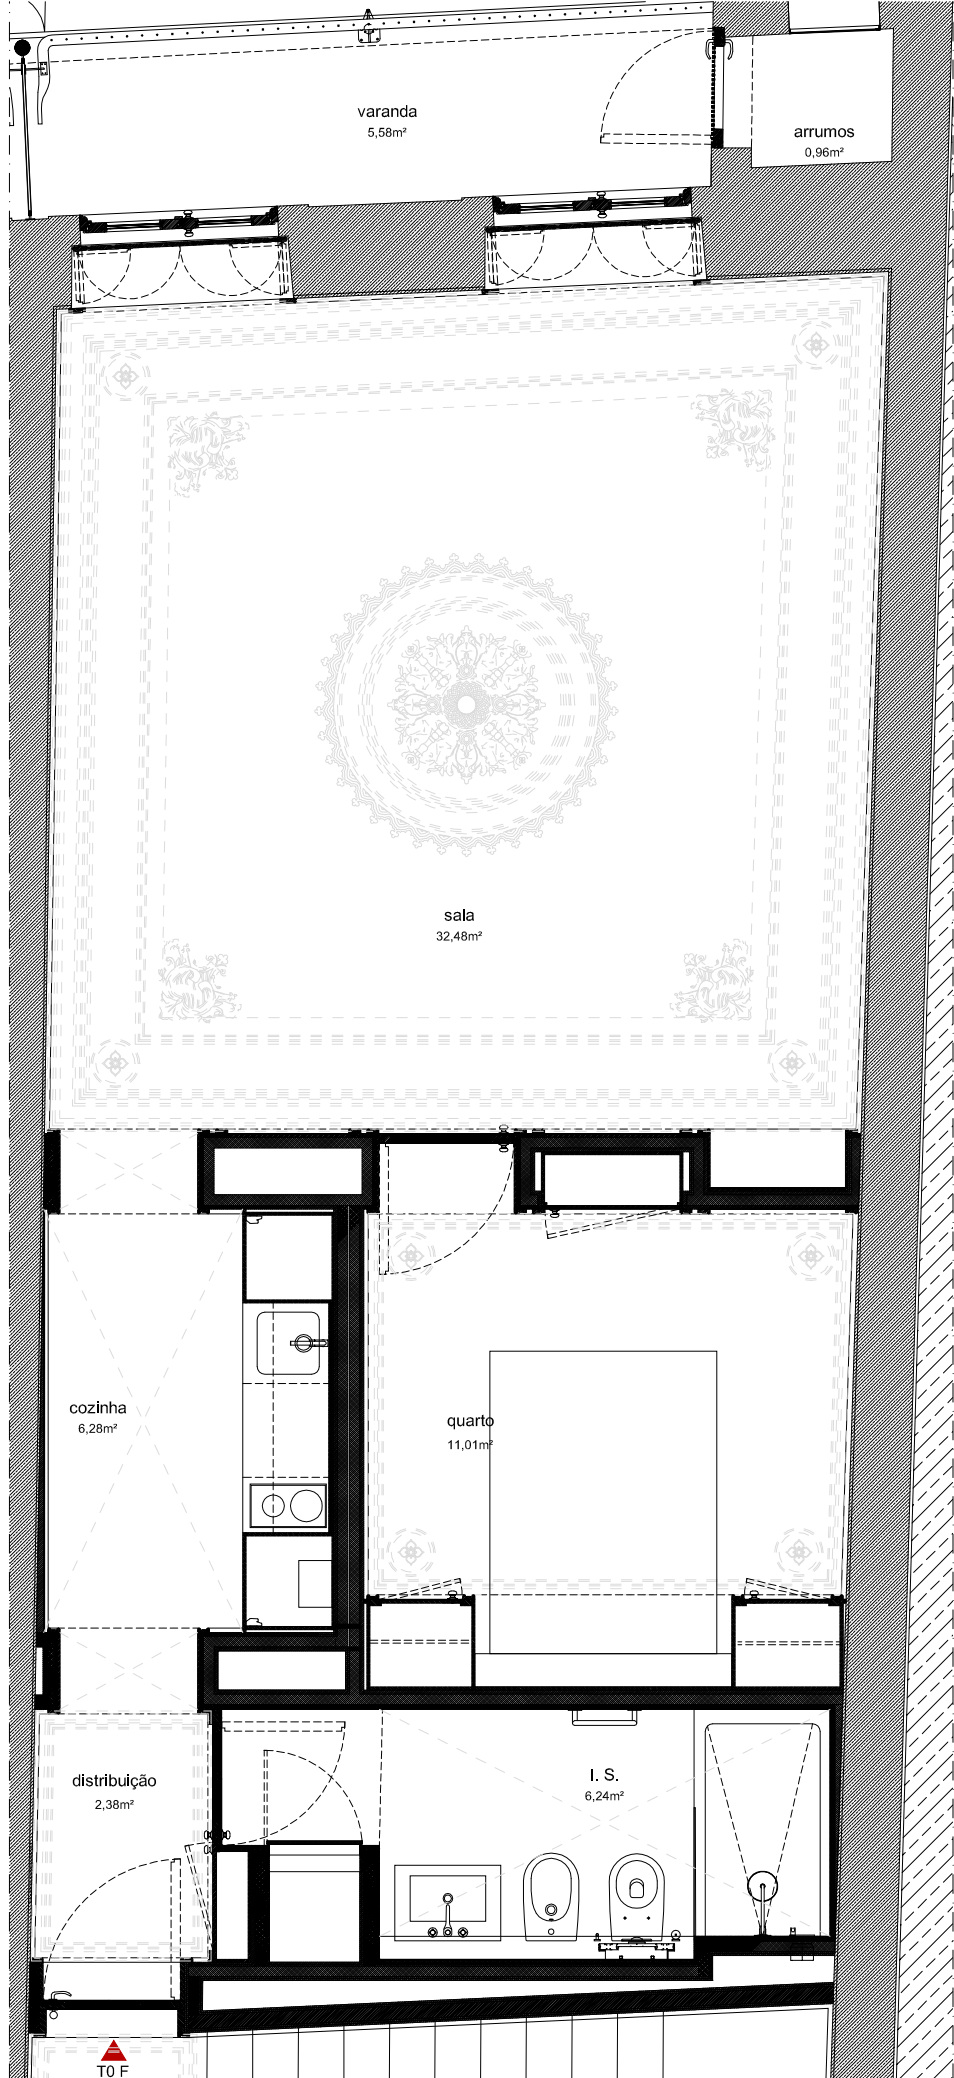 varanda
5,58m²
arrumos
0,96m²
sala
32,48m²
cozinha
6,28m²
quarto
11,01m²
distribuição
2,38m²
I. S.
6,24m²
T0 F